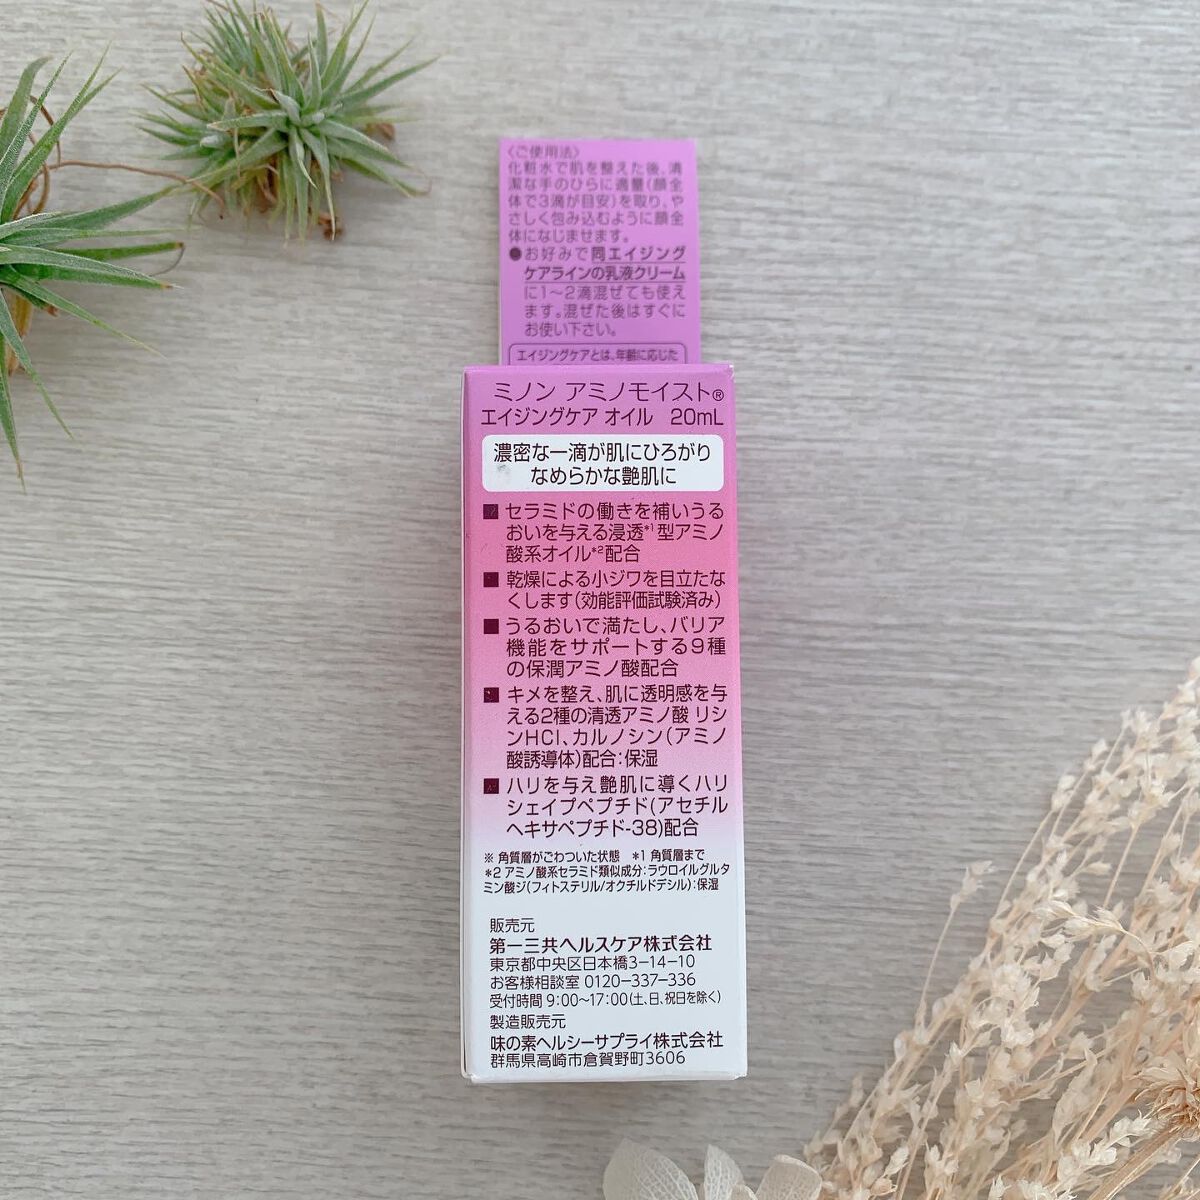 〈ご使用法〉
化粧水で肌を整えた後、清
潔な手のひらに適量(顔全
体で3滴が目安)を取り、や
さしく包み込むように顔全
体になじませます。
●お好みで同エイジング
ケアラインの乳液クリーム
に1〜2滴混ぜても使え
ます。混ぜた後はすぐに
お使い下さい。
エイジングケアとは、年齢に応じた
ミノン アミノモイスト®
エイジングケア オイル 20mL
濃密な一滴が肌にひろがり
なめらかな艶肌に
■ セラミドの働きを補いうる
おいを与える浸透*1型アミノ
酸系オイル*2配合
■ 乾燥による小ジワを目立たな
くします(効能評価試験済み)
■ うるおいで満たし、バリア
機能をサポートする9種
の保潤アミノ酸配合
■ キメを整え、肌に透明感を与
える2種の清透アミノ酸 リシ
ンHCl、カルノシン(アミノ
酸誘導体)配合:保湿
■ ハリを与え艶肌に導くハリ
シェイプペプチド(アセチル
ヘキサペプチド-38)配合
※ 角質層がごわついた状態 *1 角質層まで
*2 アミノ酸系セラミド類似成分:ラウロイルグルタ
ミン酸ジ(フィトステリル/オクチルドデシル):保湿
販売元
第一三共ヘルスケア株式会社
東京都中央区日本橋3-14-10
お客様相談室 0120-337-336
受付時間 9:00〜17:00(土、日、祝日を除く)
製造販売元
味の素ヘルシーサプライ株式会社
群馬県高崎市倉賀野町3606